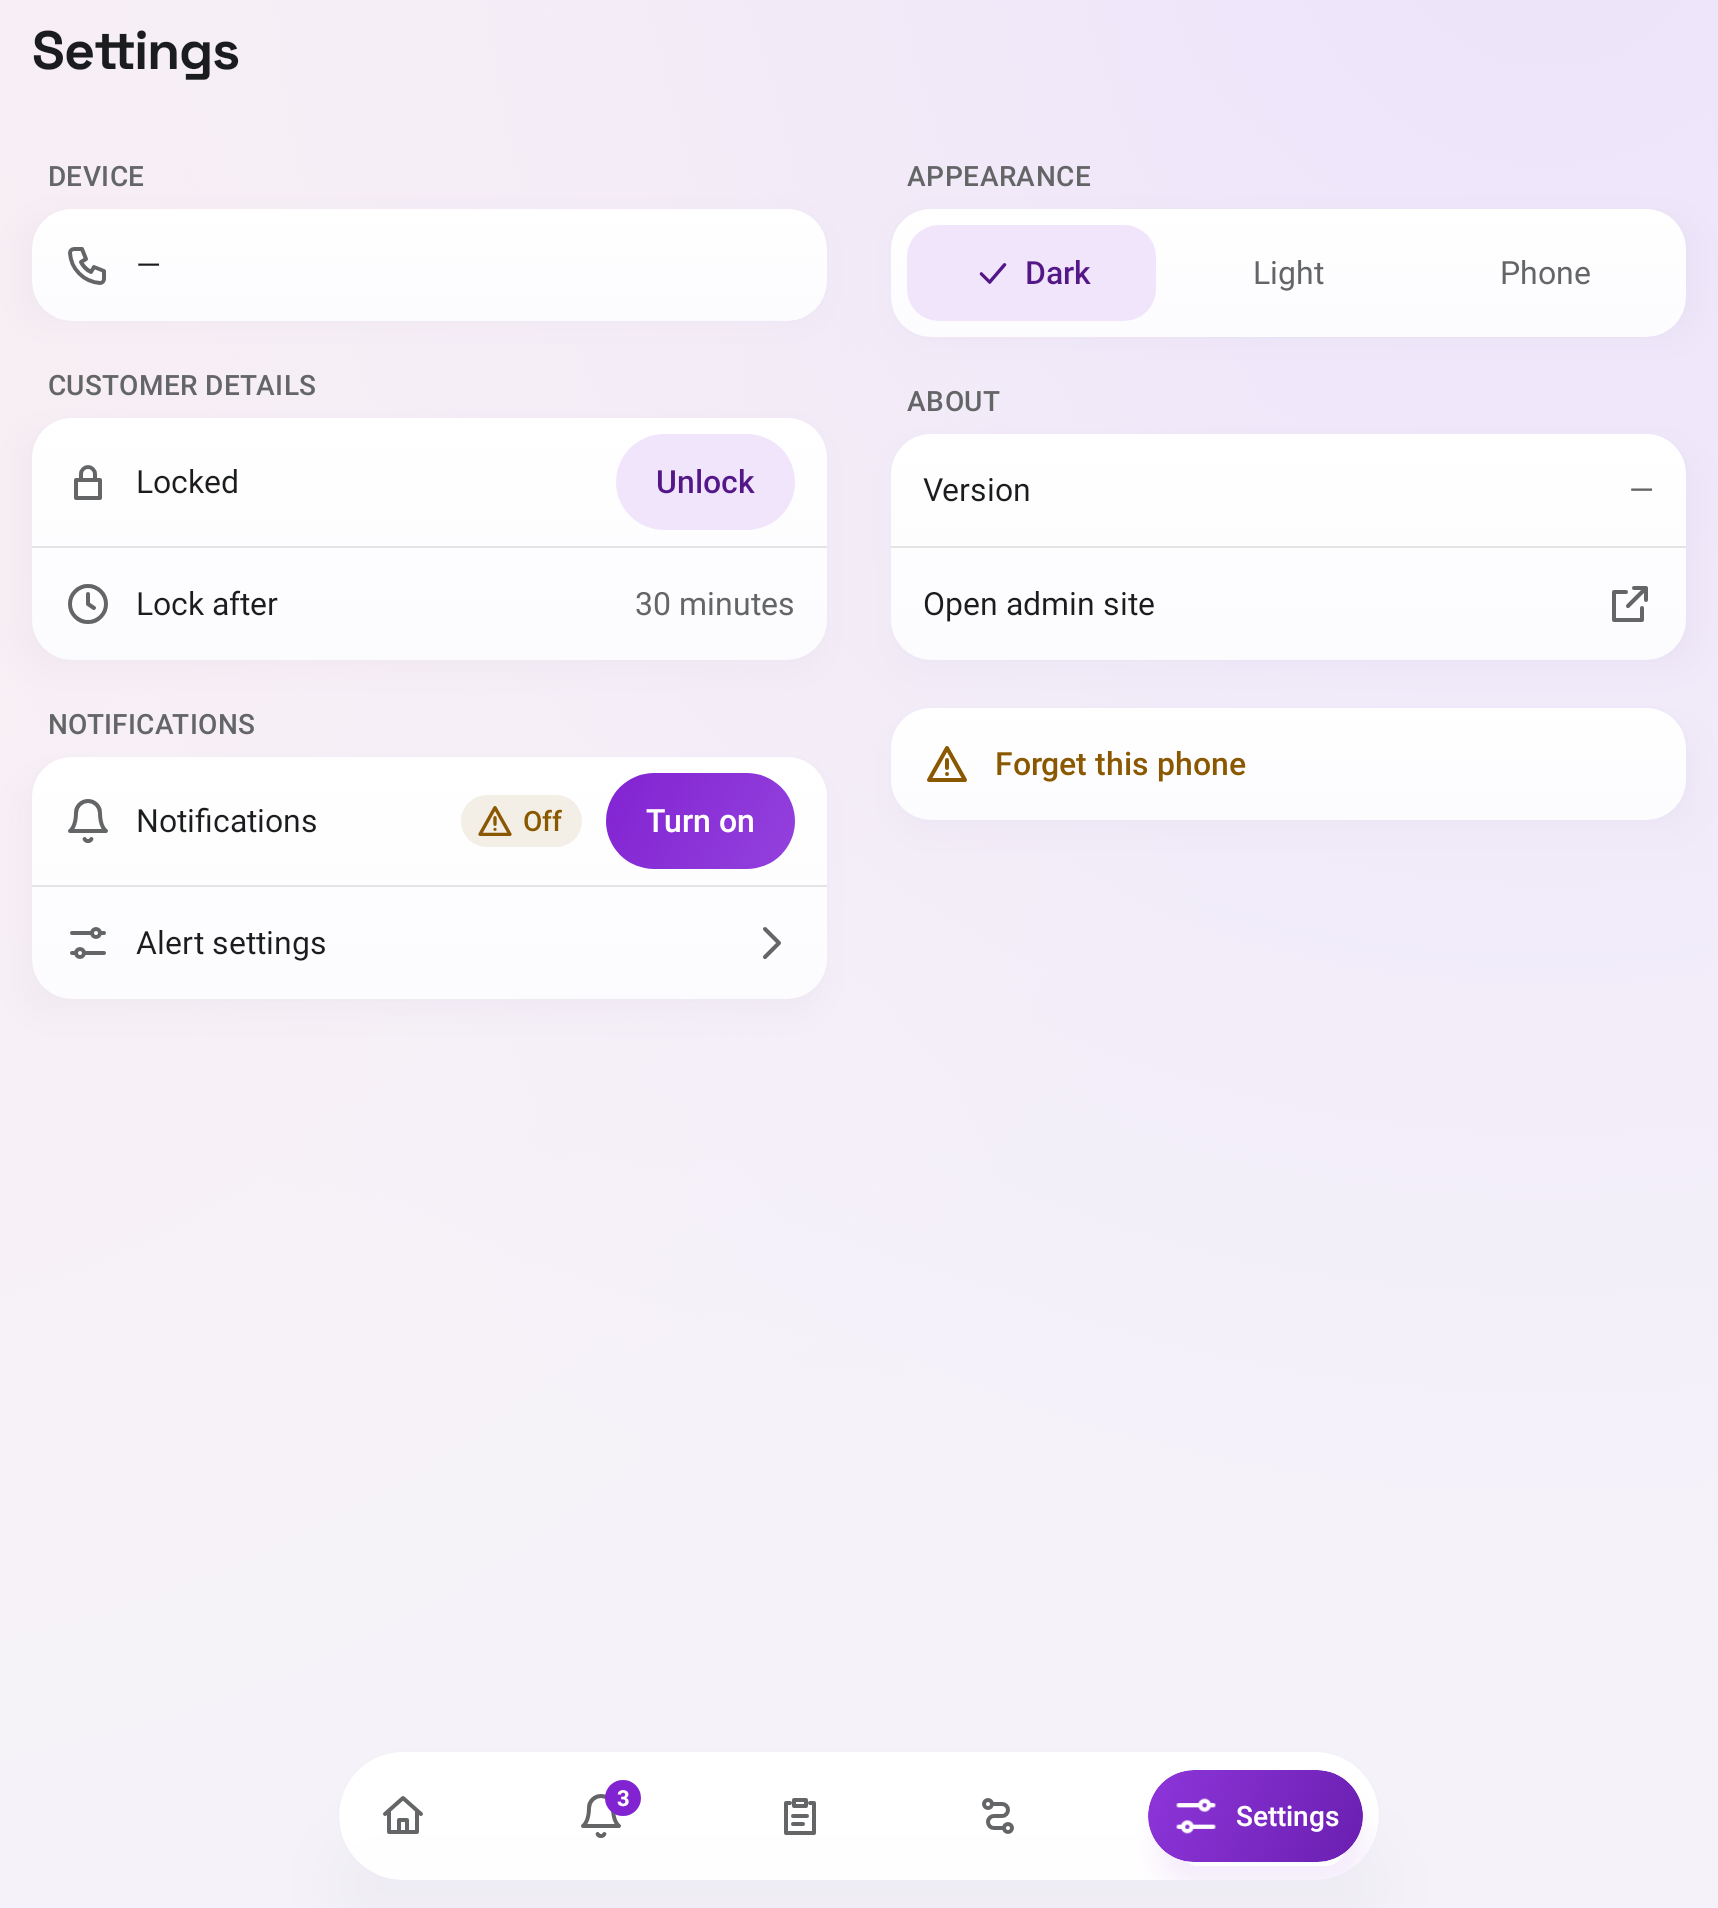 Settings
DEVICE
–
CUSTOMER DETAILS
Locked
Unlock
Lock after
30 minutes
NOTIFICATIONS
Notifications
Off
Turn on
Alert settings
APPEARANCE
Dark
Light
Phone
ABOUT
Version
–
Open admin site
Forget this phone
3
Settings